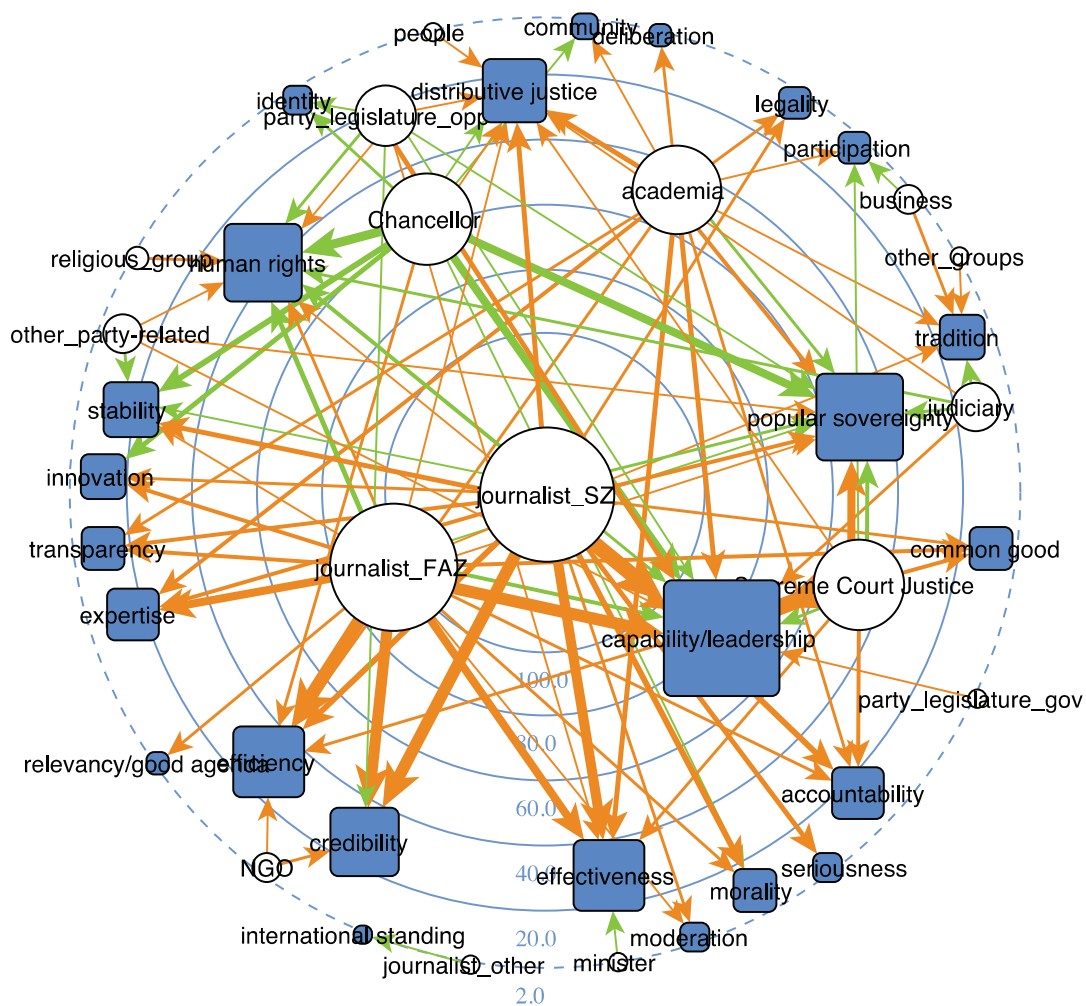 people
community
deliberation
identity
party_legislature_opp
distributive justice
legality
participation
academia
business
Chancellor
religious_group
human rights
other_groups
other_party-related
tradition
stability
popular sovereignty
judiciary
innovation
journalist_SZ
transparency
journalist_FAZ
common good
Supreme Court Justice
expertise
capability/leadership
100.0
party_legislature_gov
80.0
relevancy/good agenda
efficiency
accountability
60.0
credibility
NGO
40.0
effectiveness
seriousness
morality
international standing
20.0
moderation
journalist_other
minister
2.0